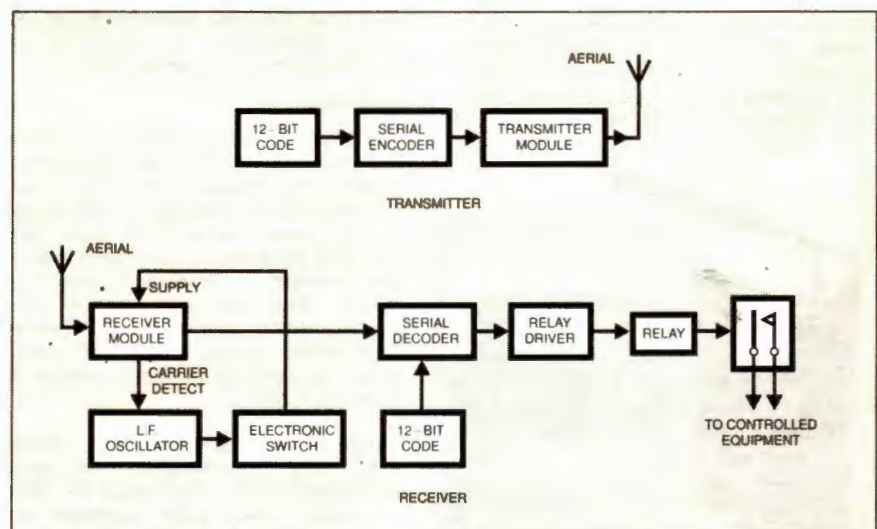 AERIAL
12 - BIT
CODE
SERIAL
ENCODER
TRANSMITTER
MODULE
TRANSMITTER
AERIAL
SUPPLY
RECEIVER
MODULE
SERIAL
DECODER
RELAY
DRIVER
RELAY
CARRIER
DETECT
L.F.
OSCILLATOR
ELECTRONIC
SWITCH
12 - BIT
CODE
TO CONTROLLED
EQUIPMENT
RECEIVER